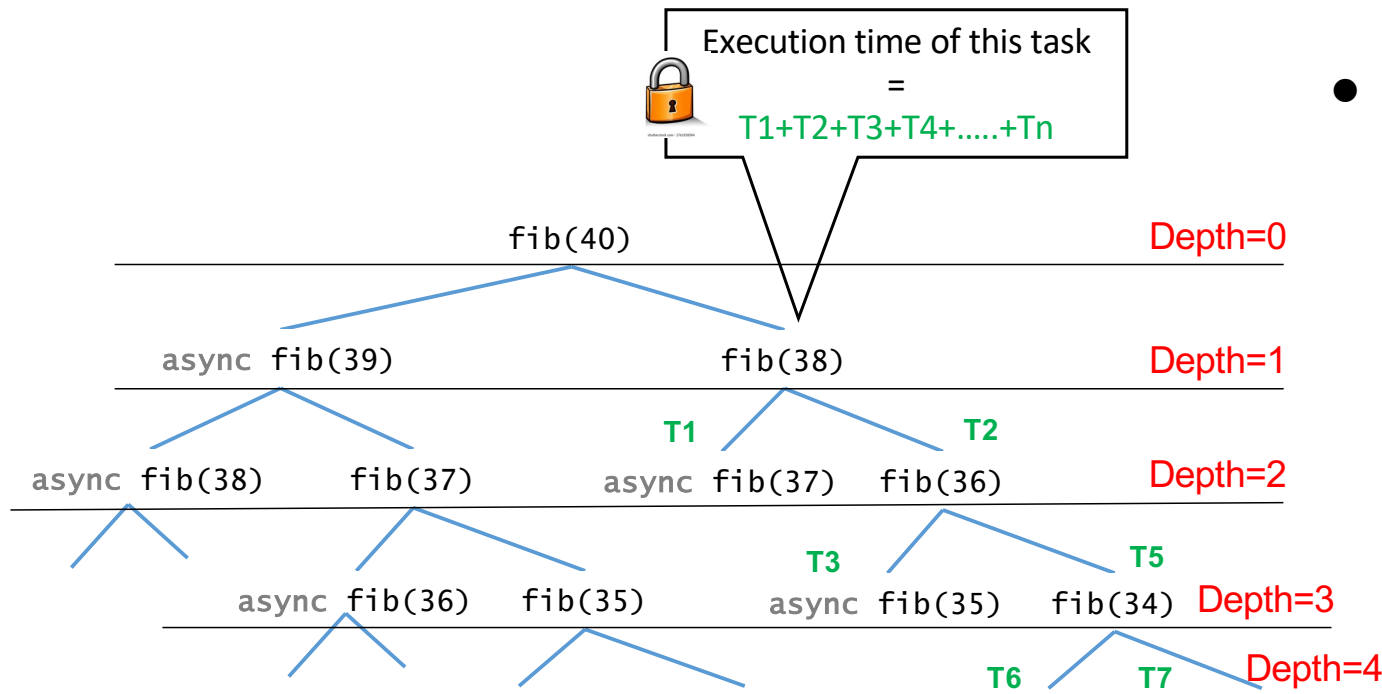 Execution time of this task
=
T1+T2+T3+T4+.....+Tn
•
fib(40)
Depth=0
async fib(39)
fib(38)
Depth=1
T1
T2
async fib(38)
fib(37)
async fib(37)
fib(36)
Depth=2
T3
T5
async fib(36)
fib(35)
async fib(35)
fib(34)
Depth=3
T6
T7
Depth=4